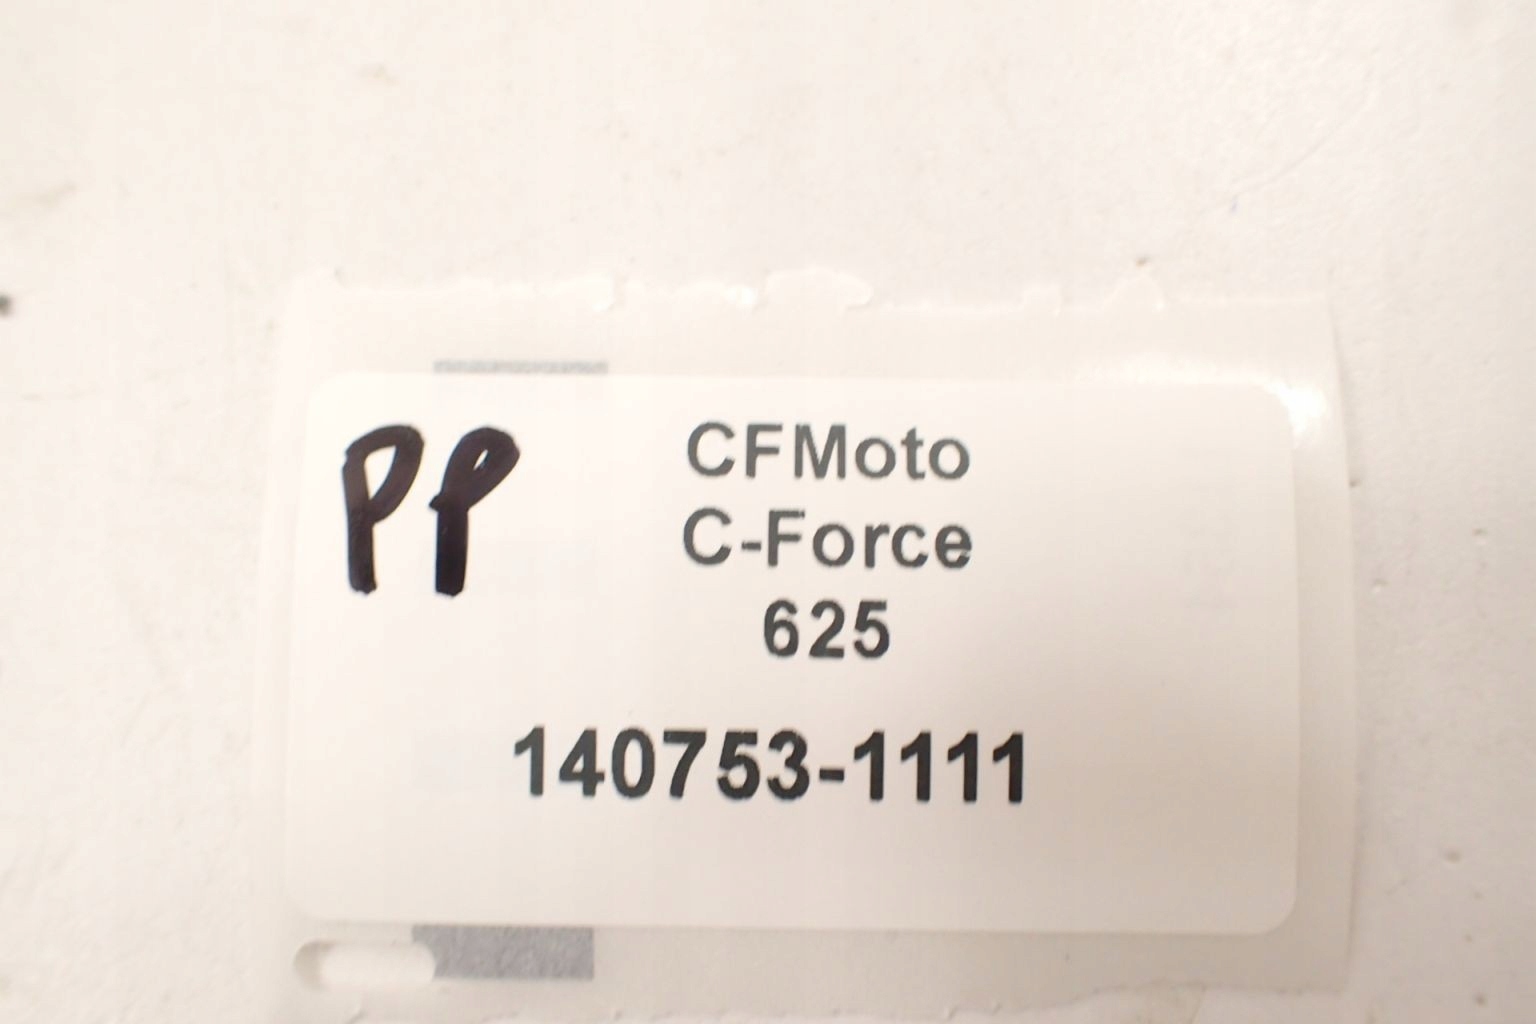 PP
CFMoto
C-Force
625
140753-1111